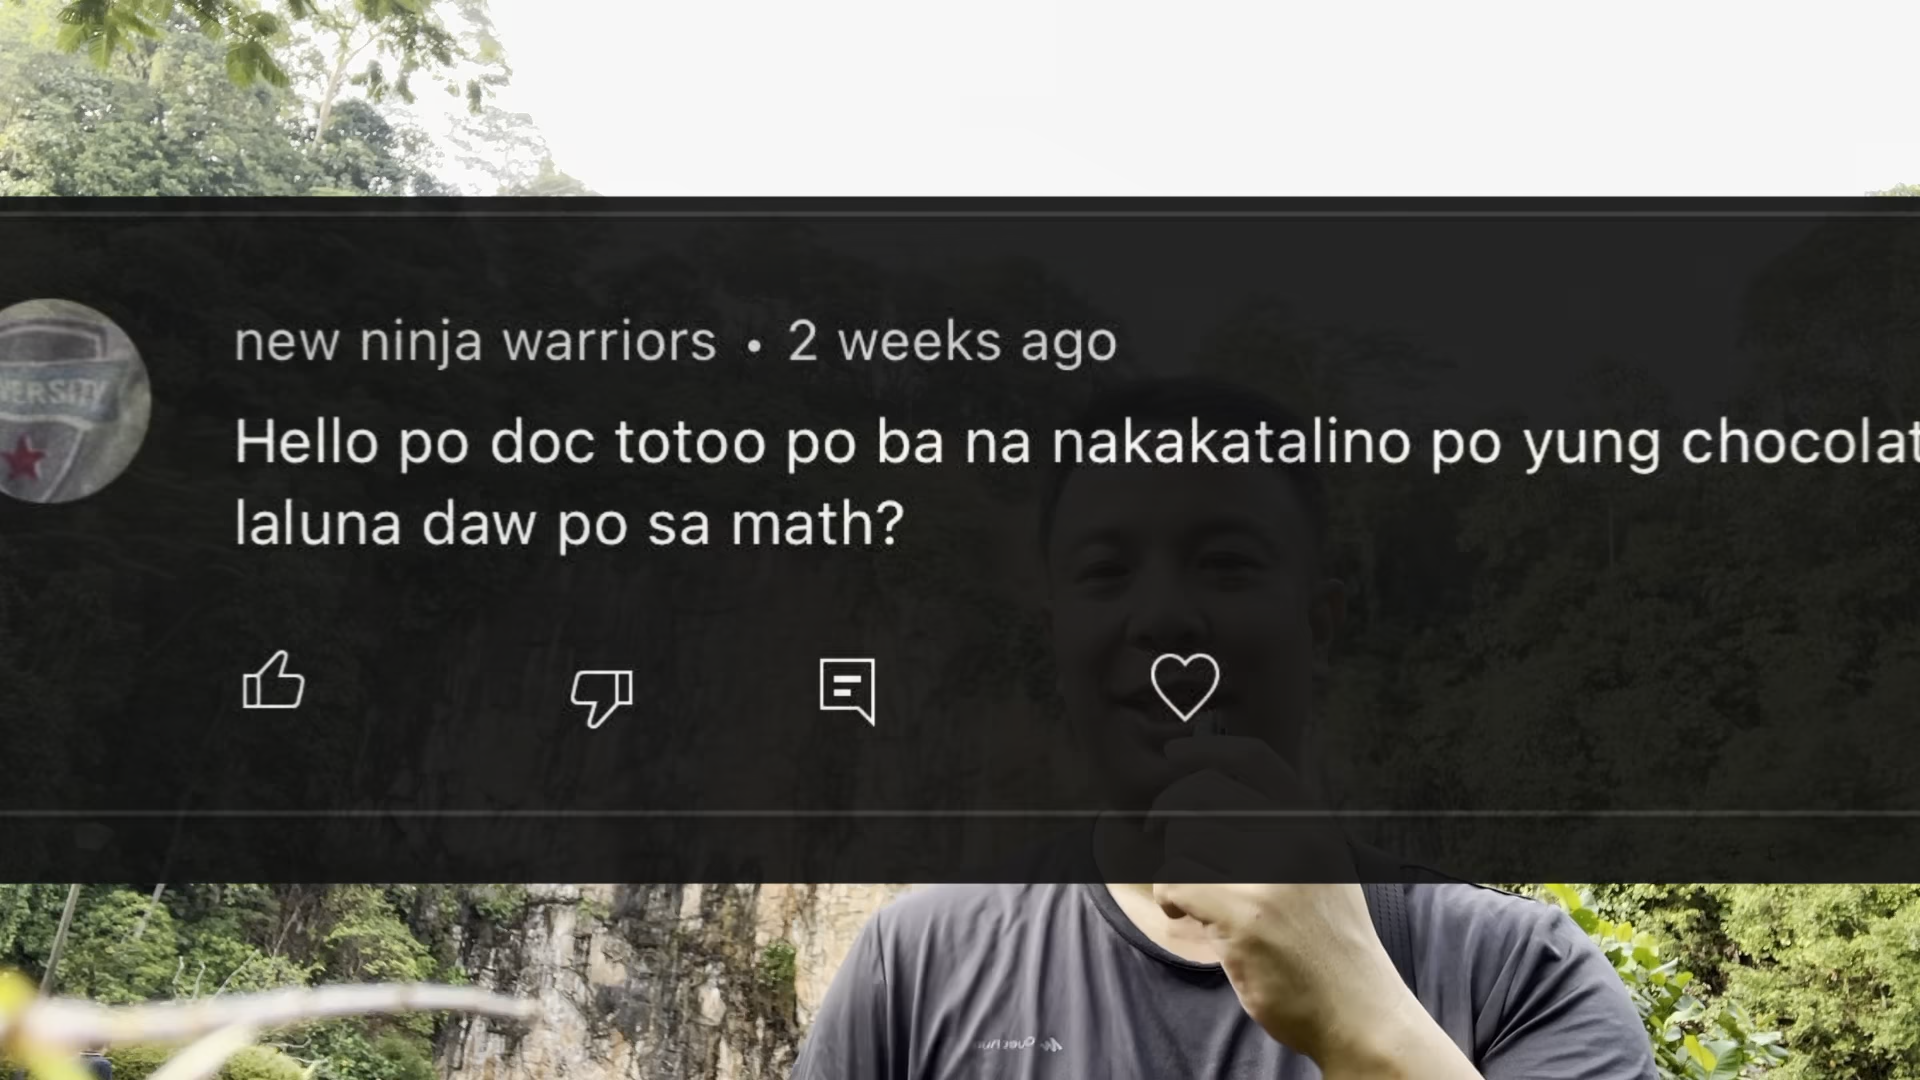 new ninja warriors • 2 weeks ago
Hello po doc totoo po ba na nakakatalino po yung chocolat
laluna daw po sa math?
VERSITY